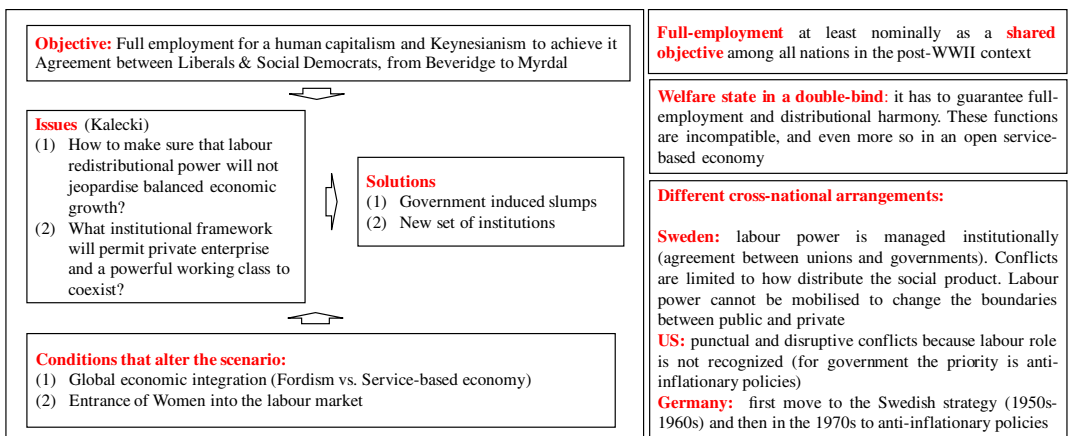 Objective: Full employment for a human capitalism and Keynesianism to achieve it
Agreement between Liberals & Social Democrats, from Beveridge to Myrdal
Issues (Kalecki)
(1) How to make sure that labour
redistributional power will not
jeopardise balanced economic
growth?
(2) What institutional framework
will permit private enterprise
and a powerful working class to
coexist?
Solutions
(1) Government induced slumps
(2) New set of institutions
Conditions that alter the scenario:
(1) Global economic integration (Fordism vs. Service-based economy)
(2) Entrance of Women into the labour market
Full-employment at least nominally as a shared
objective among all nations in the post-WWII context
Welfare state in a double-bind: it has to guarantee full-
employment and distributional harmony. These functions
are incompatible, and even more so in an open service-
based economy
Different cross-national arrangements:
Sweden: labour power is managed institutionally
(agreement between unions and governments). Conflicts
are limited to how distribute the social product. Labour
power cannot be mobilised to change the boundaries
between public and private
US: punctual and disruptive conflicts because labour role
is not recognized (for government the priority is anti-
inflationary policies)
Germany: first move to the Swedish strategy (1950s-
1960s) and then in the 1970s to anti-inflationary policies